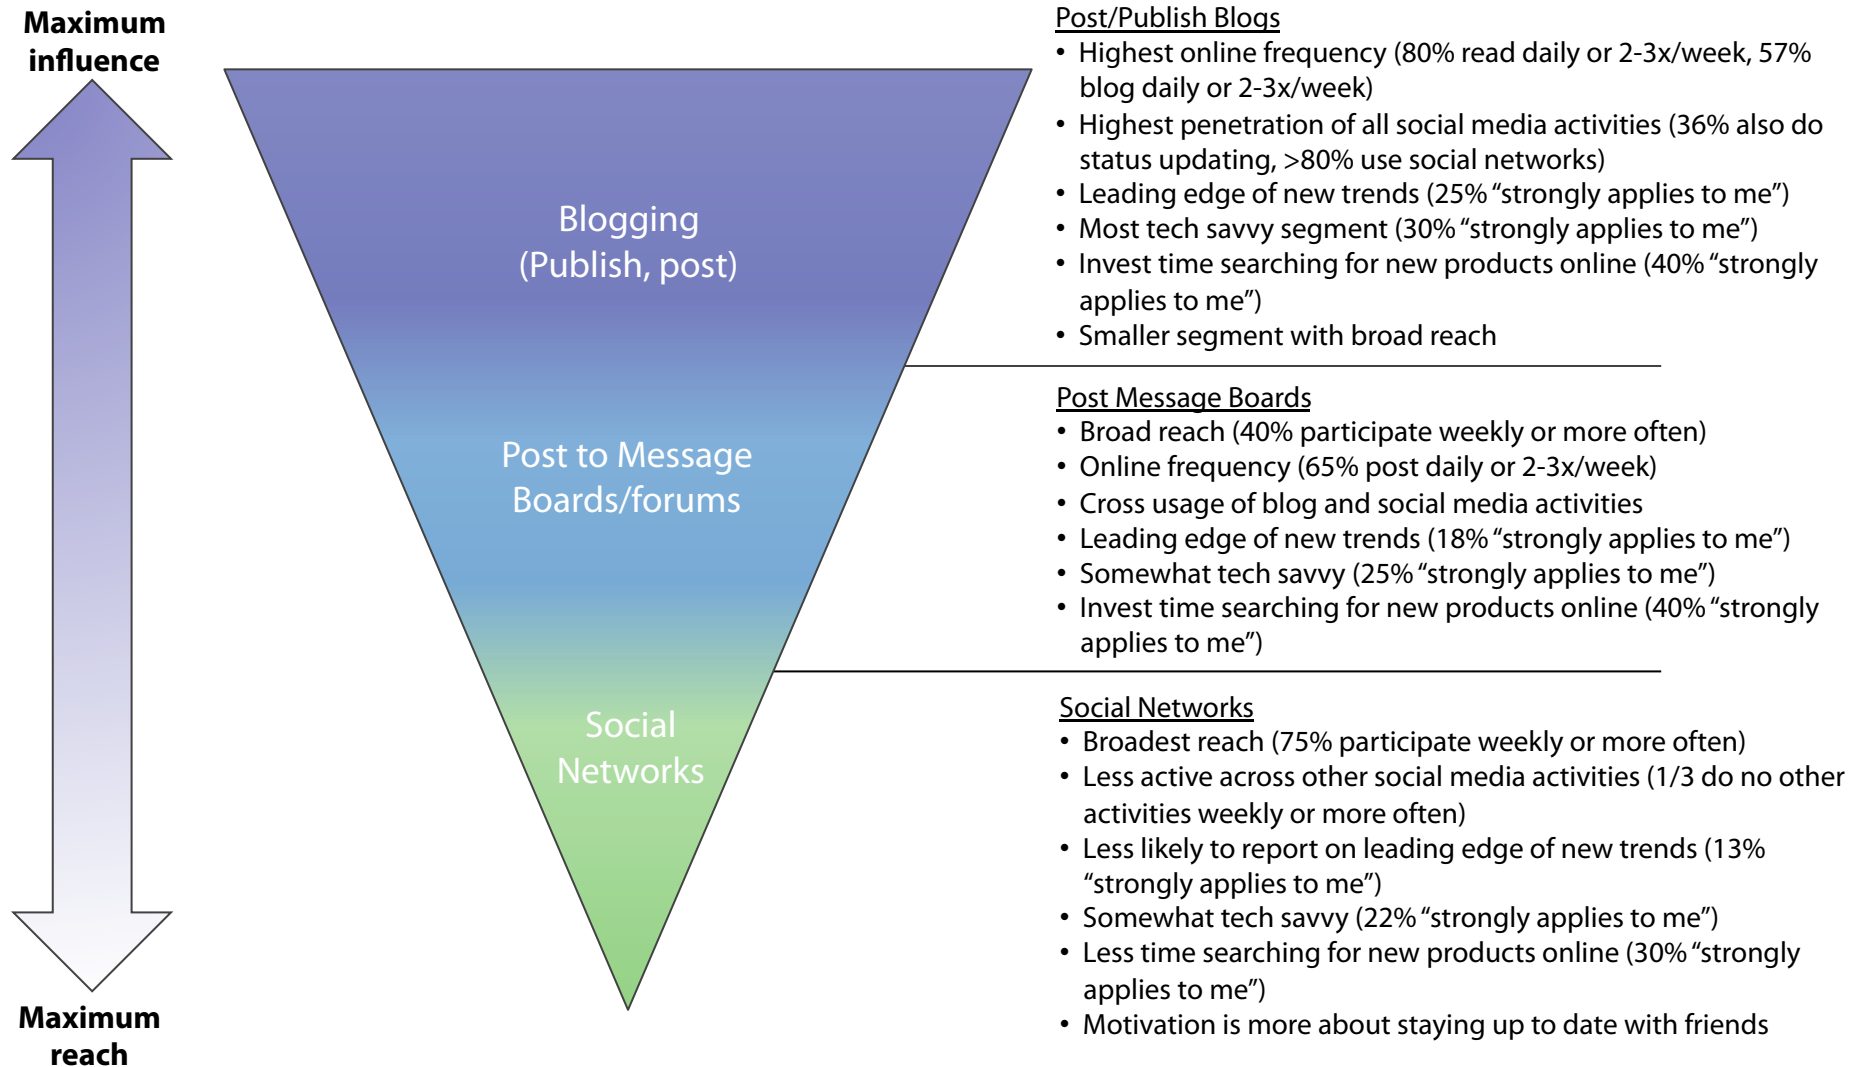 Maximum
influence
Maximum
reach
Blogging
(Publish, post)
Post to Message
Boards/forums
Social
Networks
Post/Publish Blogs
• Highest online frequency (80% read daily or 2-3x/week, 57%
blog daily or 2-3x/week)
• Highest penetration of all social media activities (36% also do
status updating, >80% use social networks)
• Leading edge of new trends (25% “strongly applies to me”)
• Most tech savvy segment (30% “strongly applies to me”)
• Invest time searching for new products online (40% “strongly
applies to me”)
• Smaller segment with broad reach
Post Message Boards
• Broad reach (40% participate weekly or more often)
• Online frequency (65% post daily or 2-3x/week)
• Cross usage of blog and social media activities
• Leading edge of new trends (18% “strongly applies to me”)
• Somewhat tech savvy (25% “strongly applies to me”)
• Invest time searching for new products online (40% “strongly
applies to me”)
Social Networks
• Broadest reach (75% participate weekly or more often)
• Less active across other social media activities (1/3 do no other
activities weekly or more often)
• Less likely to report on leading edge of new trends (13%
“strongly applies to me”)
• Somewhat tech savvy (22% “strongly applies to me”)
• Less time searching for new products online (30% “strongly
applies to me”)
• Motivation is more about staying up to date with friends